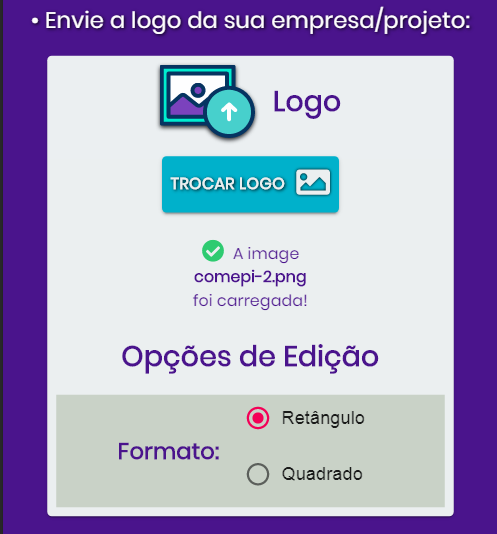 • Envie a logo da sua empresa/projeto:
Logo
TROCAR LOGO
A image
comepi-2.png
foi carregada!
Opções de Edição
Formato:
Retângulo
Quadrado